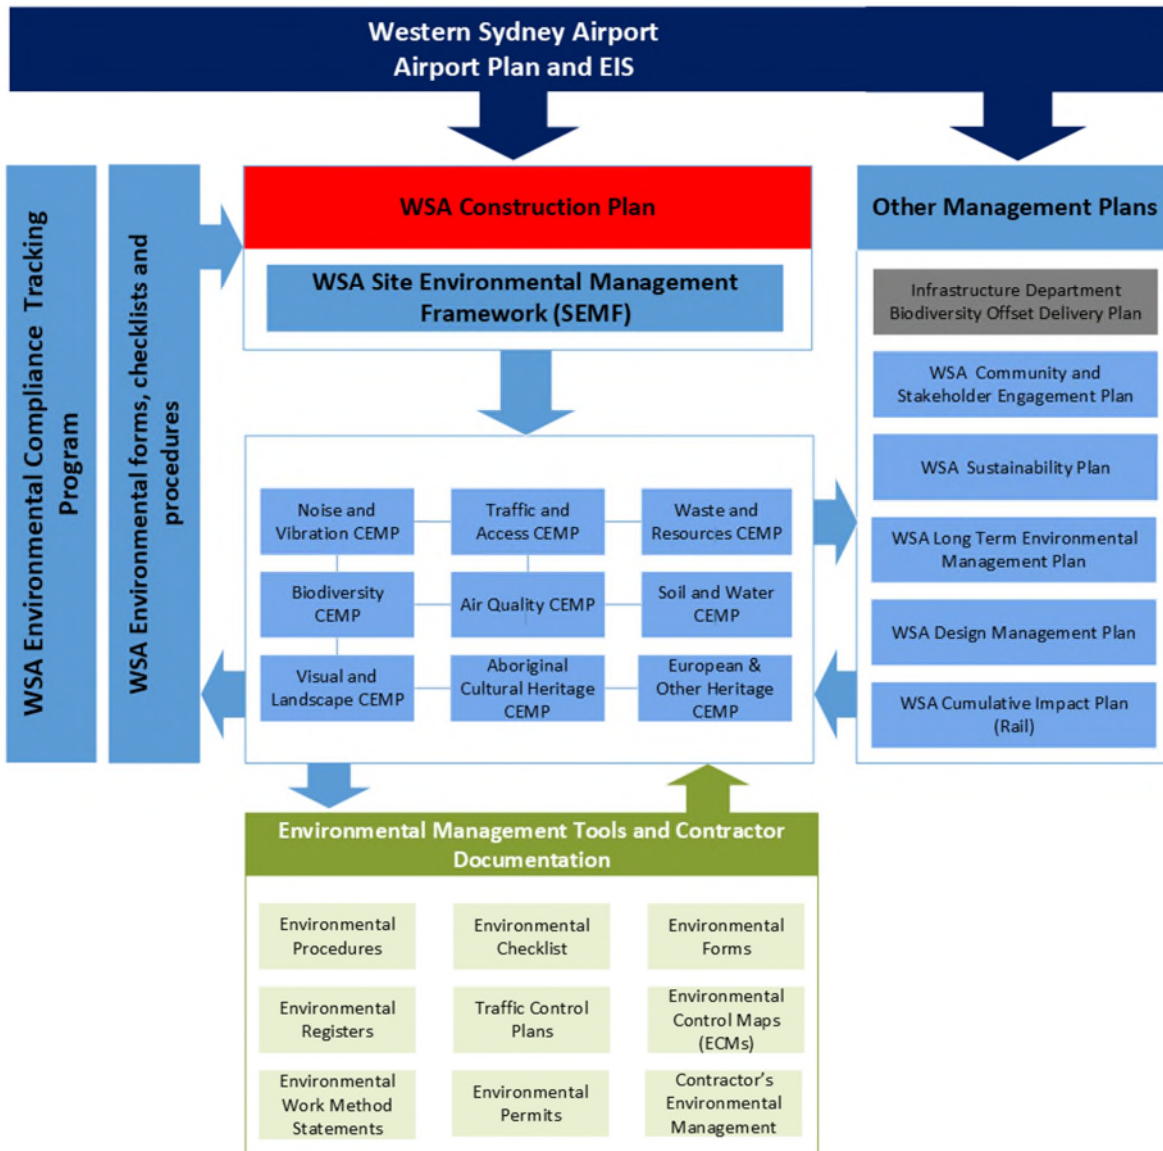 Western Sydney Airport
Airport Plan and EIS
WSA Environmental Compliance Tracking
Program
WSA Environmental forms, checklists and
procedures
WSA Construction Plan
WSA Site Environmental Management
Framework (SEMF)
Noise and
Vibration CEMP
Traffic and
Access CEMP
Waste and
Resources CEMP
Biodiversity
CEMP
Air Quality CEMP
Soil and Water
CEMP
Visual and
Landscape CEMP
Aboriginal
Cultural Heritage
CEMP
European &
Other Heritage
CEMP
Other Management Plans
Infrastructure Department
Biodiversity Offset Delivery Plan
WSA Community and
Stakeholder Engagement Plan
WSA Sustainability Plan
WSA Long Term Environmental
Management Plan
WSA Design Management Plan
WSA Cumulative Impact Plan
(Rail)
Environmental Management Tools and Contractor
Documentation
Environmental
Procedures
Environmental
Checklist
Environmental
Forms
Environmental
Registers
Traffic Control
Plans
Environmental
Control Maps
(ECMs)
Environmental
Work Method
Statements
Environmental
Permits
Contractor's
Environmental
Management